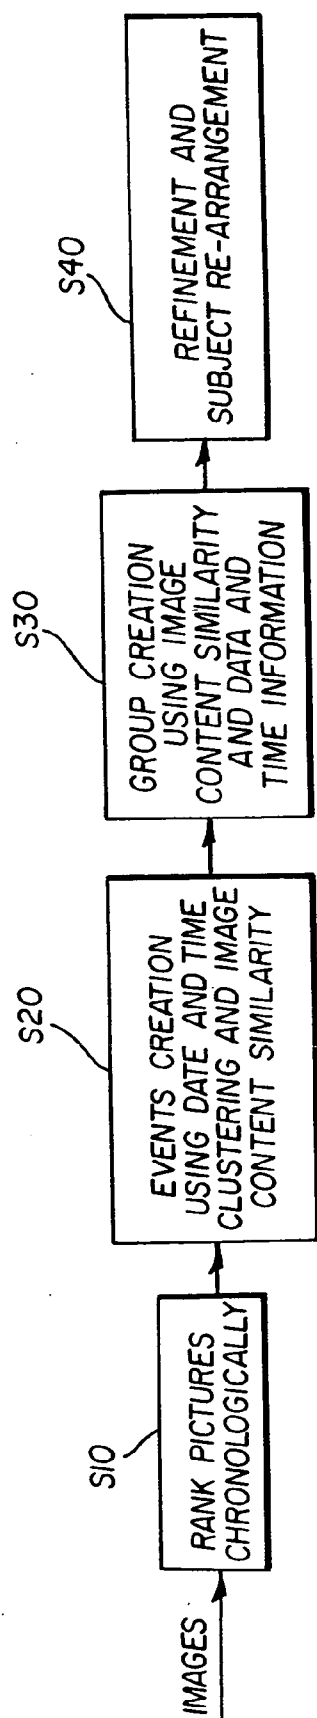 IMAGES
S10
RANK PICTURES
CHRONOLOGICALLY
S20
EVENTS CREATION
USING DATE AND TIME
CLUSTERING AND IMAGE
CONTENT SIMILARITY
S30
GROUP CREATION
USING IMAGE
CONTENT SIMILARITY
AND DATA AND
TIME INFORMATION
S40
REFINEMENT AND
SUBJECT RE-ARRANGEMENT